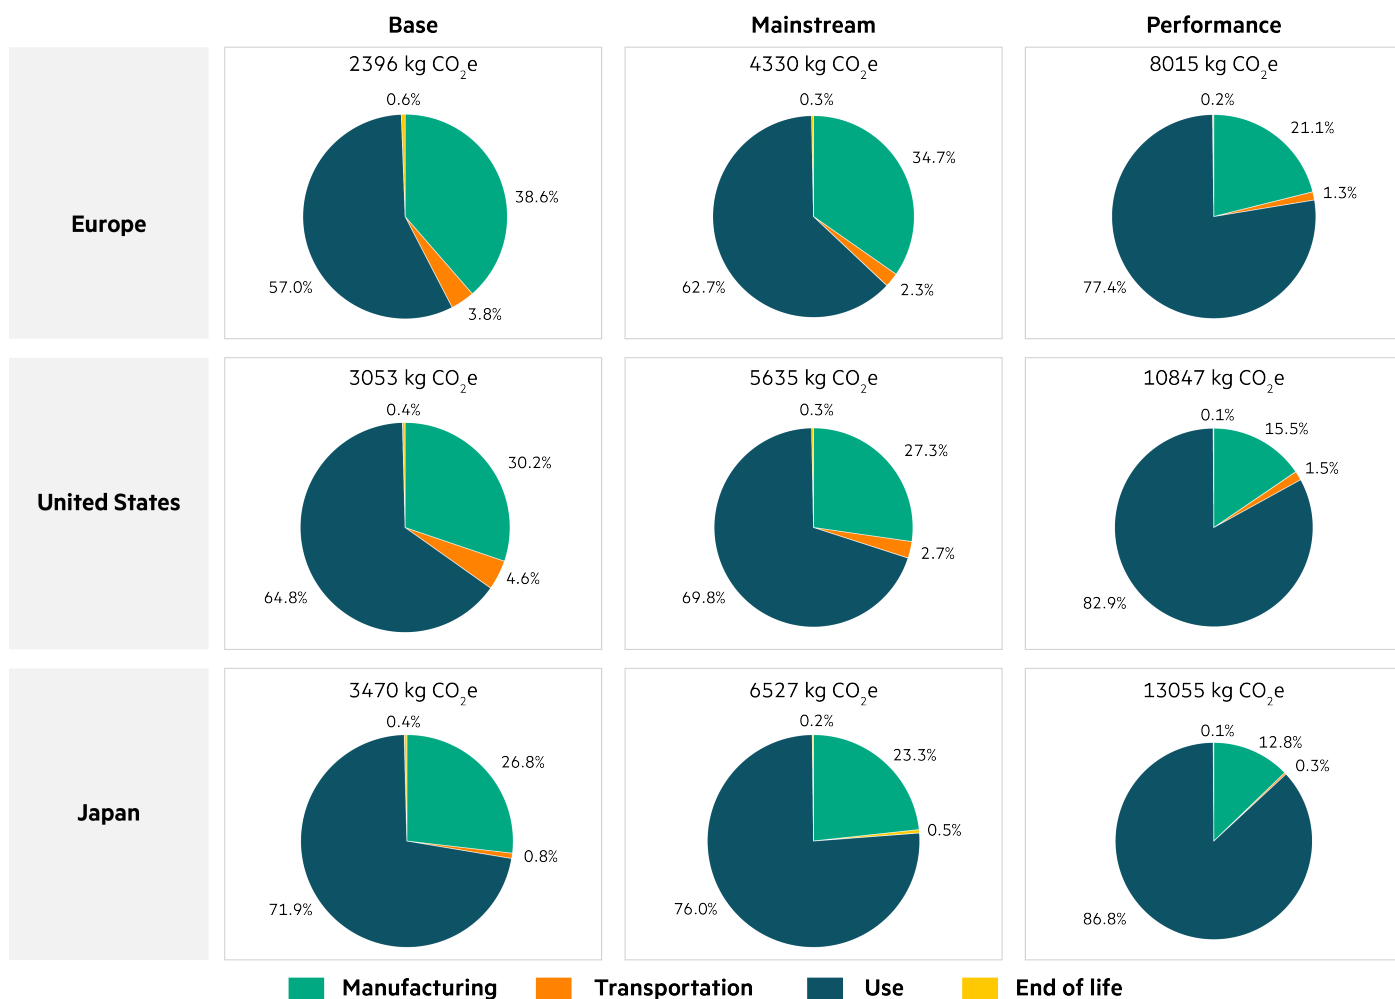 Base
Mainstream
Performance
Europe
2396 kg CO₂e
0.6%
38.6%
57.0%
3.8%
4330 kg CO₂e
0.3%
34.7%
62.7%
2.3%
8015 kg CO₂e
0.2%
21.1%
1.3%
77.4%
United States
3053 kg CO₂e
0.4%
30.2%
4.6%
64.8%
5635 kg CO₂e
0.3%
27.3%
2.7%
69.8%
10847 kg CO₂e
0.1%
15.5%
1.5%
82.9%
Japan
3470 kg CO₂e
0.4%
26.8%
0.8%
71.9%
6527 kg CO₂e
0.2%
23.3%
0.5%
76.0%
13055 kg CO₂e
0.1%
12.8%
0.3%
86.8%
Manufacturing
Transportation
Use
End of life